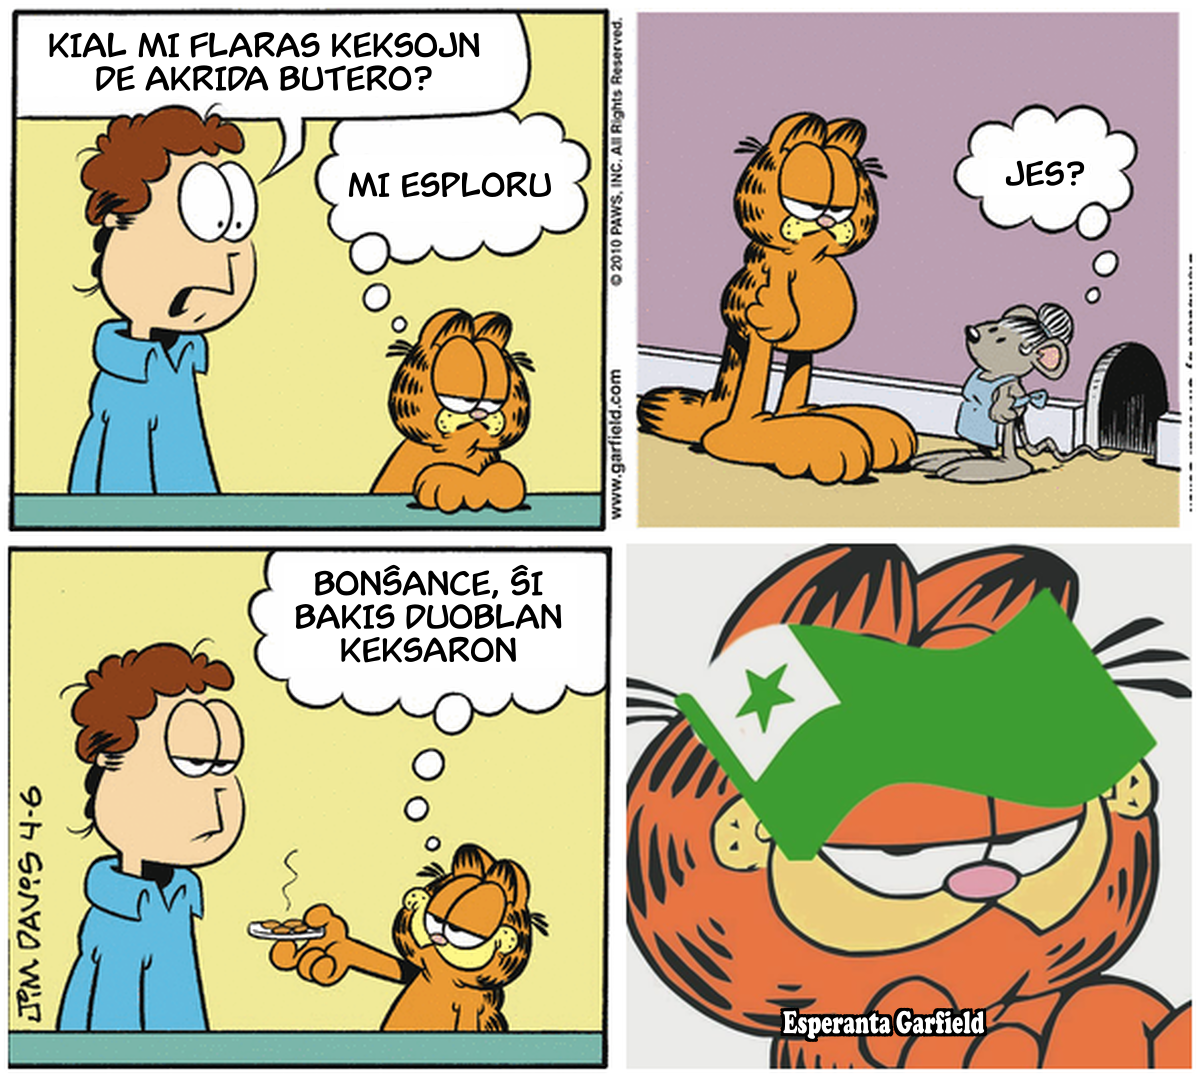 KIAL MI FLARAS KEKSOJN
DE AKRIDA BUTERO?
MI ESPLORU
© 2010 PAWS, INC. All Rights Reserved.
www.garfield.com
JES?
BONŜANCE, ŜI
BAKIS DUOBLAN
KEKSARON
JIM DAVIS 4-6
Esperanta Garfield